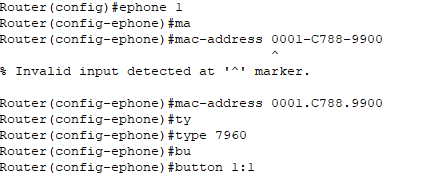 Router(config)#ephone 1
Router(config-ephone)#ma
Router(config-ephone)#mac-address 0001-C788-9900
^
% Invalid input detected at '^' marker.
Router(config-ephone)#mac-address 0001.C788.9900
Router(config-ephone)#ty
Router(config-ephone)#type 7960
Router(config-ephone)#bu
Router(config-ephone)#button 1:1